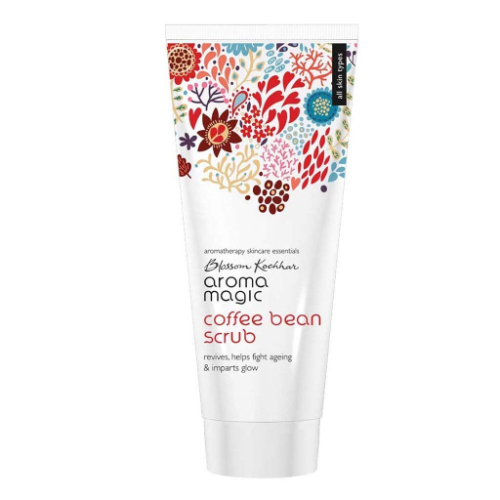 all skin types
aromatherapy skincare essentials
Blossom Kochhar
aroma
magic
coffee bean
scrub
revives, helps fight ageing
& imparts glow